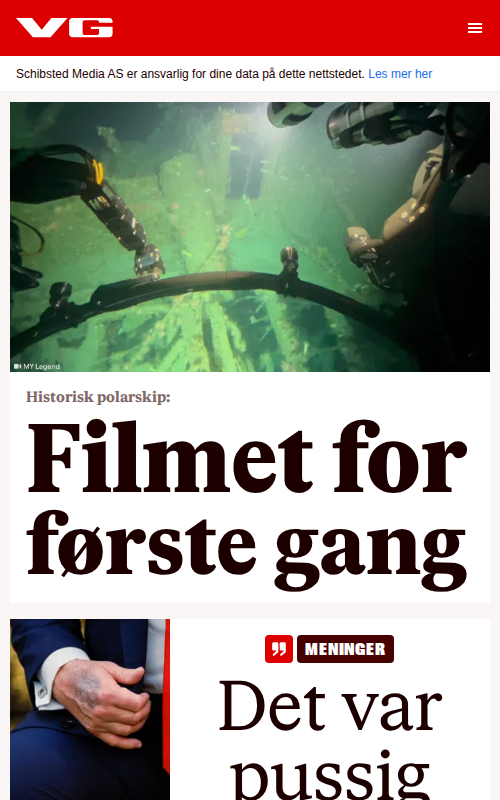 VG
Schibsted Media AS er ansvarlig for dine data på dette nettstedet. Les mer her
MY Legend
Historisk polarskip:
Filmet for
første gang
MENINGER
Det var
pussig